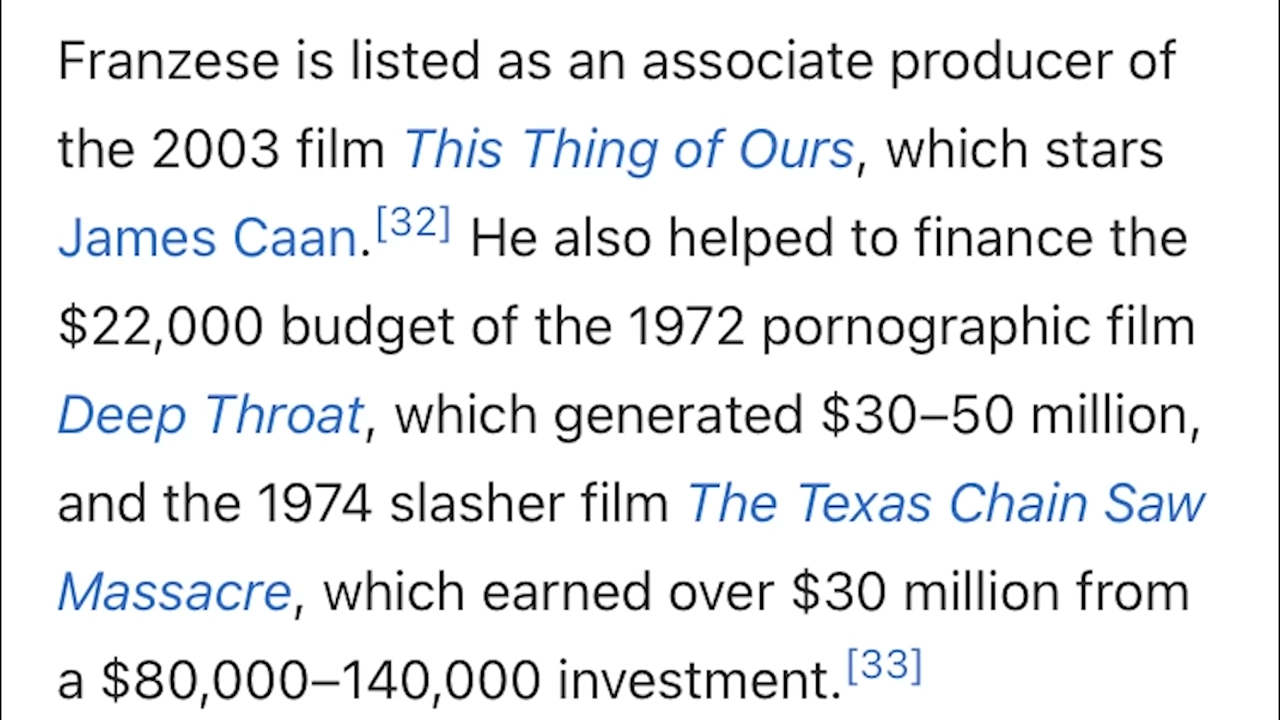 Franzese is listed as an associate producer of
the 2003 film This Thing of Ours, which stars
James Caan.[32] He also helped to finance the
$22,000 budget of the 1972 pornographic film
Deep Throat, which generated $30–50 million,
and the 1974 slasher film The Texas Chain Saw
Massacre, which earned over $30 million from
a $80,000–140,000 investment.[33]